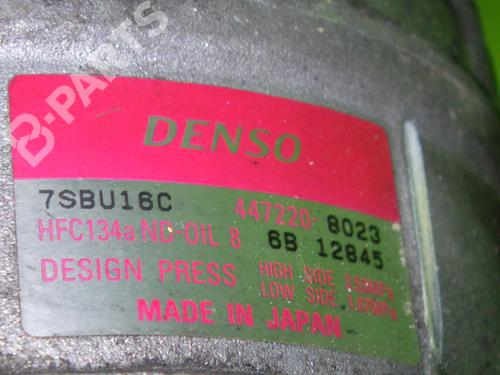 B-PARTS
DENSO
7SBU16C 447220-8023
HFC134a ND-OIL 8 6B 12845
DESIGN PRESS HIGH SIDE
LOW SIDE
MADE IN JAPAN